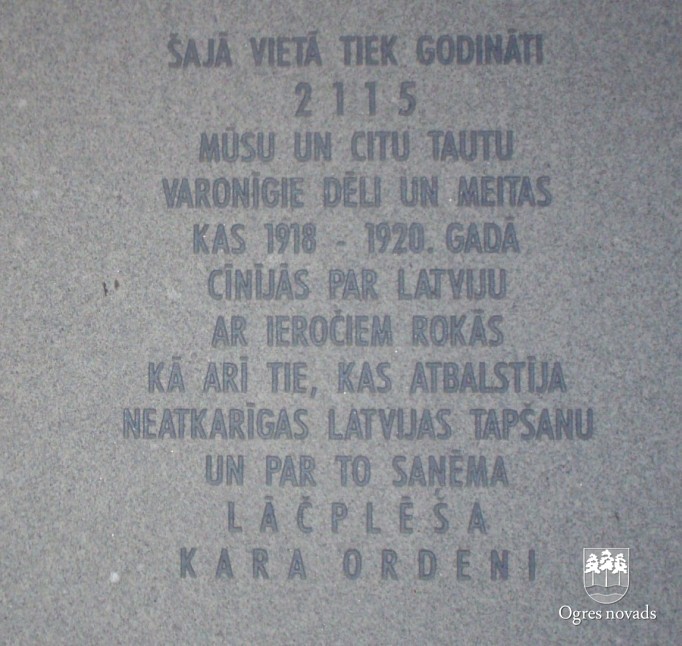 ŠAJĀ VIETĀ TIEK GODINĀTI
2115
MŪSU UN CITU TAUTU
VARONĪGIE DĒLI UN MEITAS
KAS 1918 - 1920. GADĀ
CĪNĪJĀS PAR LATVIJU
AR IEROČIEM ROKĀS
KĀ ARĪ TIE, KAS ATBALSTĪJA
NEATKARĪGAS LATVIJAS TAPŠANU
UN PAR TO SAŅĒMA
LĀČPLĒŠA
KARA ORDENI
Ogres novads